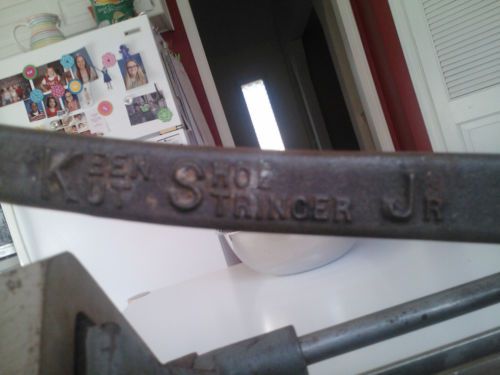 KEEN KUT SHOE STRINGER JR